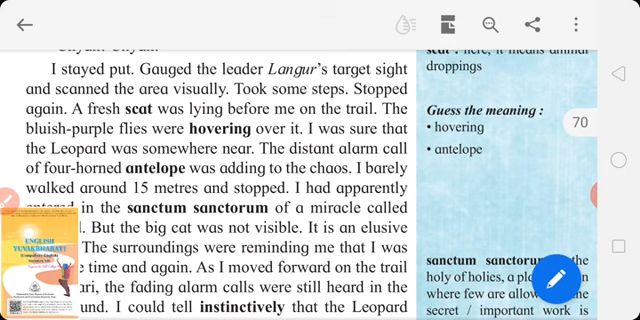 I stayed put. Gauged the leader Langur's target sight
and scanned the area visually. Took some steps. Stopped
again. A fresh scat was lying before me on the trail. The
bluish-purple flies were hovering over it. I was sure that
the Leopard was somewhere near. The distant alarm call
of four-horned antelope was adding to the chaos. I barely
walked around 15 metres and stopped. I had apparently
in the sanctum sanctorum of a miracle called
But the big cat was not visible. It is an elusive
The surroundings were reminding me that I was
time and again. As I moved forward on the trail
the fading alarm calls were still heard in the
I could tell instinctively that the Leopard
scat : here, it means animal
droppings
Guess the meaning :
• hovering
• antelope
70
sanctum sanctorum
holy of holies, a
where few are
secret / important work is
ENGLISH
YUVAKBHARATI